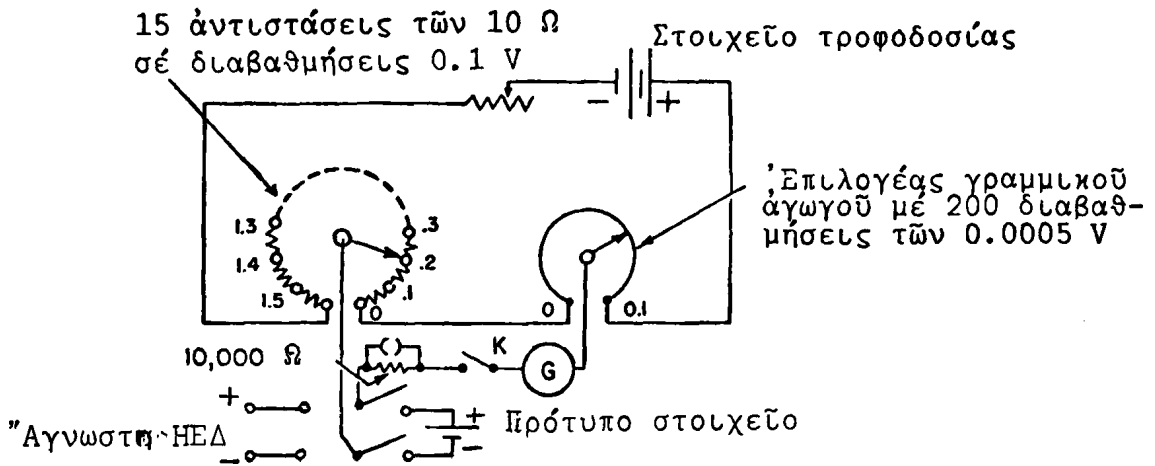 15 ἀντιστάσεις τῶν 10 Ω
σέ διαβαθμήσεις 0.1 V
Στοιχεῖο τροφοδοσίας
− +
Ἐπιλογέας γραμμικοῦ
ἀγωγοῦ μέ 200 διαβαθ-
μήσεις τῶν 0.0005 V
1.3
.3
1.4
.2
1.5
.1
0
0
0.1
10,000 Ω
K
G
+
+
Πρότυπο στοιχεῖο
Ἄγνωστη ΗΕΔ
−
−